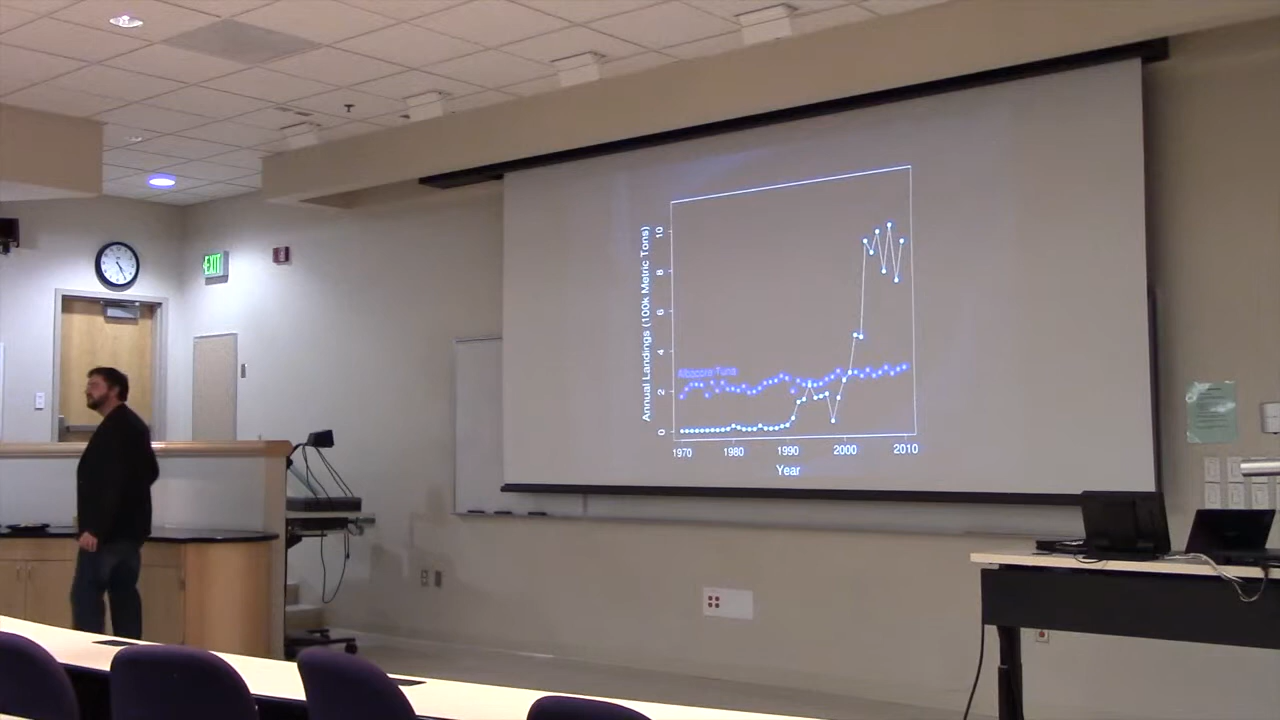 EXIT
Annual Landings (100k Metric Tons)
10
8
6
4
2
0
Albacore Tuna
1970 1980 1990 2000 2010
Year